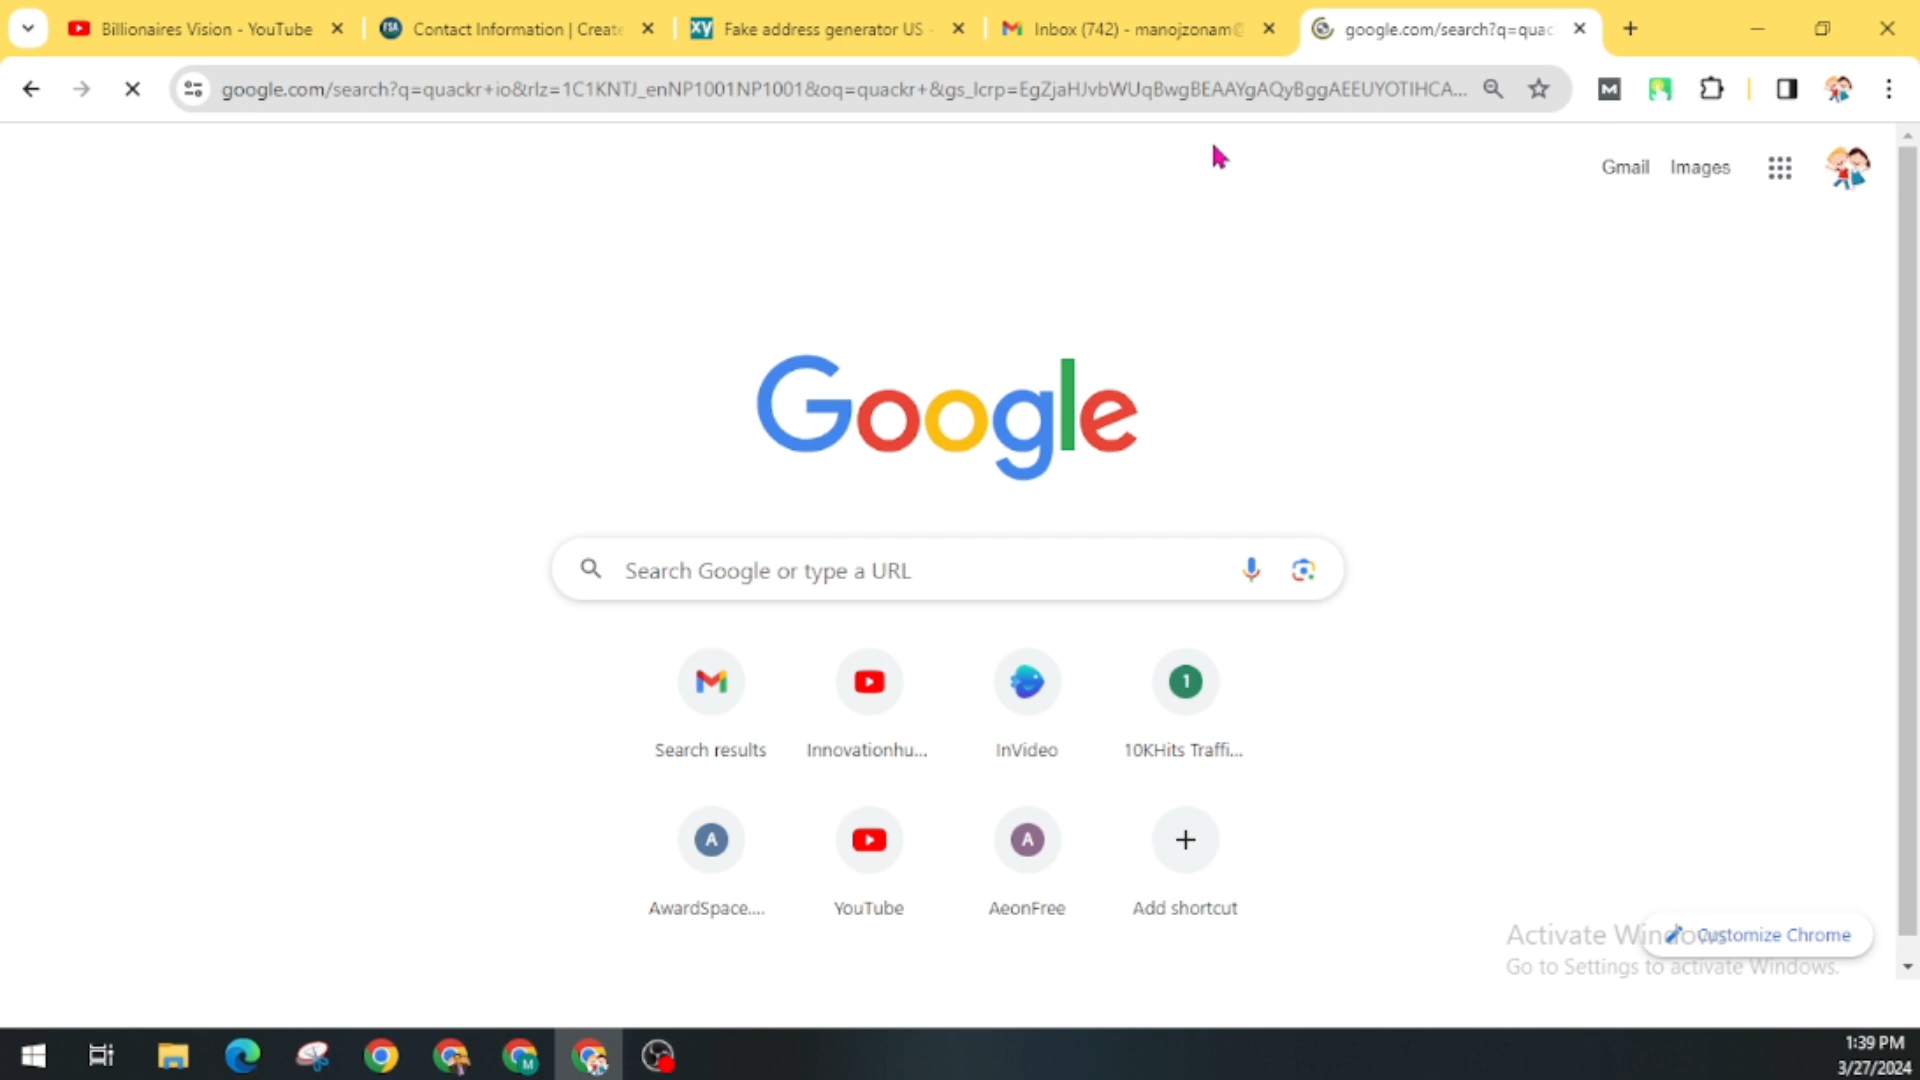 Billionaires Vision - YouTube
Contact Information | Create
Fake address generator US -
Inbox (742) - manojzonam@
google.com/search?q=quac
google.com/search?q=quackr+io&rlz=1C1KNTJ_enNP1001NP1001&oq=quackr+&gs_lcrp=EgZjaHJvbWUqBwgBEAAYgAQyBggAEEUYOTIHCA...
Gmail Images
Google
Search Google or type a URL
Search results
Innovationhu...
InVideo
10KHits Traffi...
AwardSpace....
YouTube
AeonFree
Add shortcut
Activate Windows
Customize Chrome
Go to Settings to activate Windows.
1:39 PM
3/27/2024